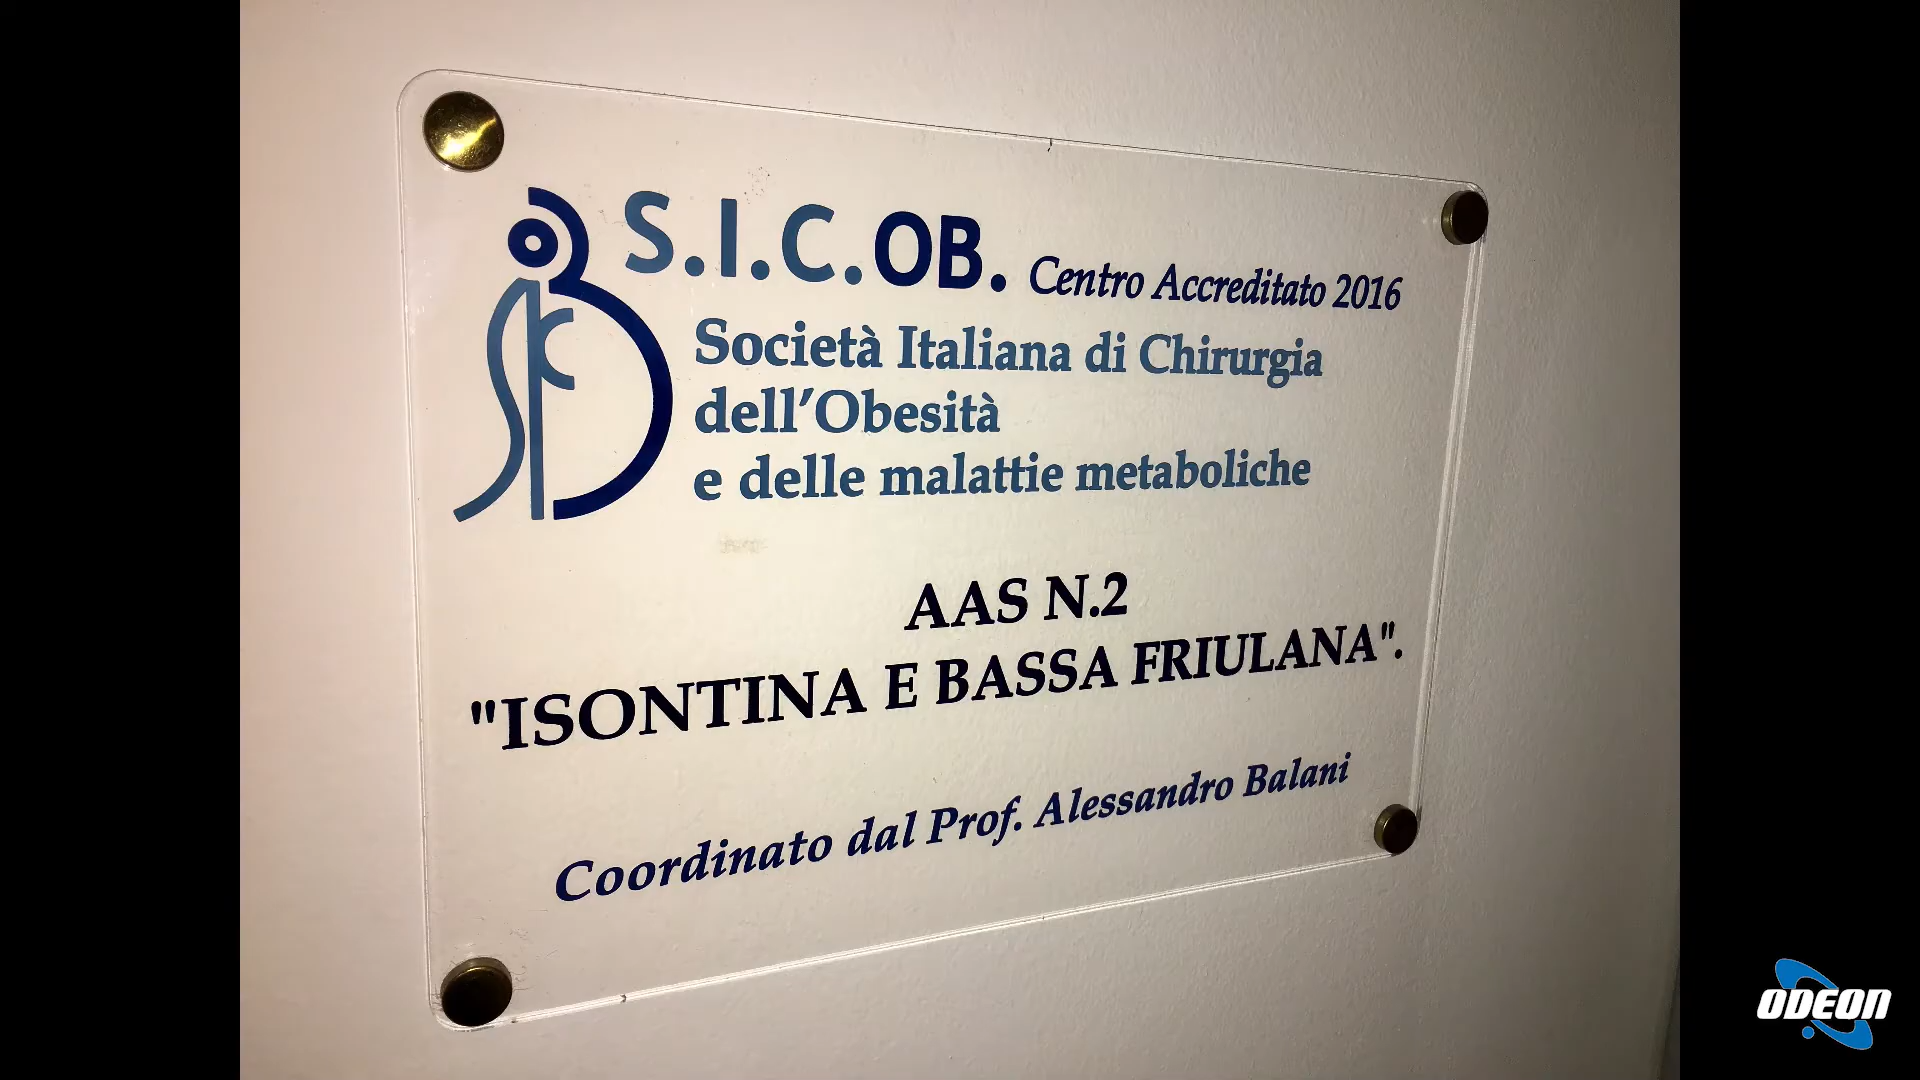 S.I.C.OB. Centro Accreditato 2016
Società Italiana di Chirurgia
dell'Obesità
e delle malattie metaboliche
AAS N.2
"ISONTINA E BASSA FRIULANA".
Coordinato dal Prof. Alessandro Balani
ODEON